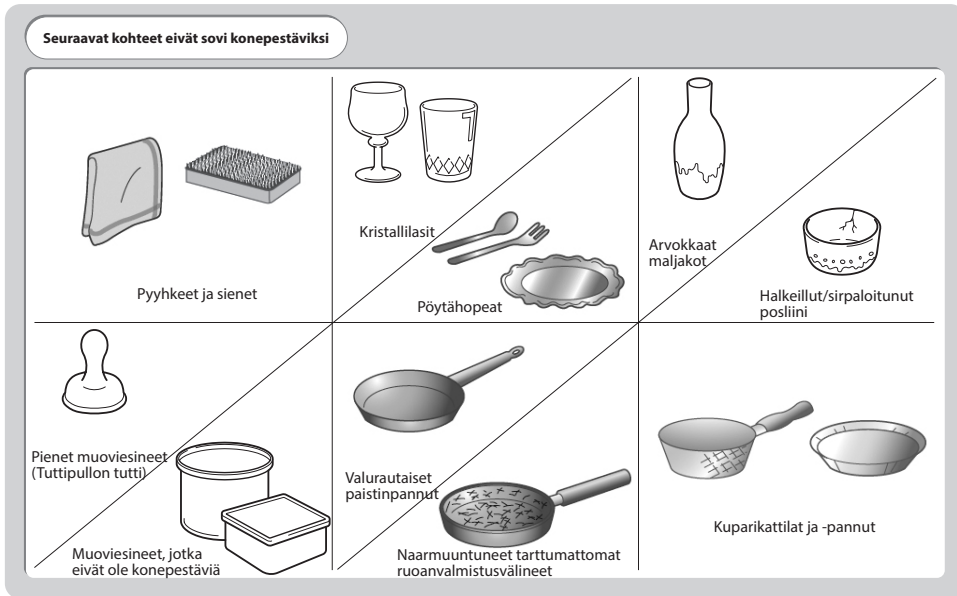 Seuraavat kohteet eivät sovi konepestäviksi
Pyyhkeet ja sienet
Kristallilasit
Pöytähopeat
Arvokkaat
maljakot
Halkeillut/sirpaloitunut
posliini
Pienet muoviesineet
(Tuttipullon tutti)
Muoviesineet, jotka
eivät ole konepestäviä
Valurautaiset
paistinpannut
Naarmuuntuneet tarttumattomat
ruoanvalmistusvälineet
Kuparikattilat ja -pannut